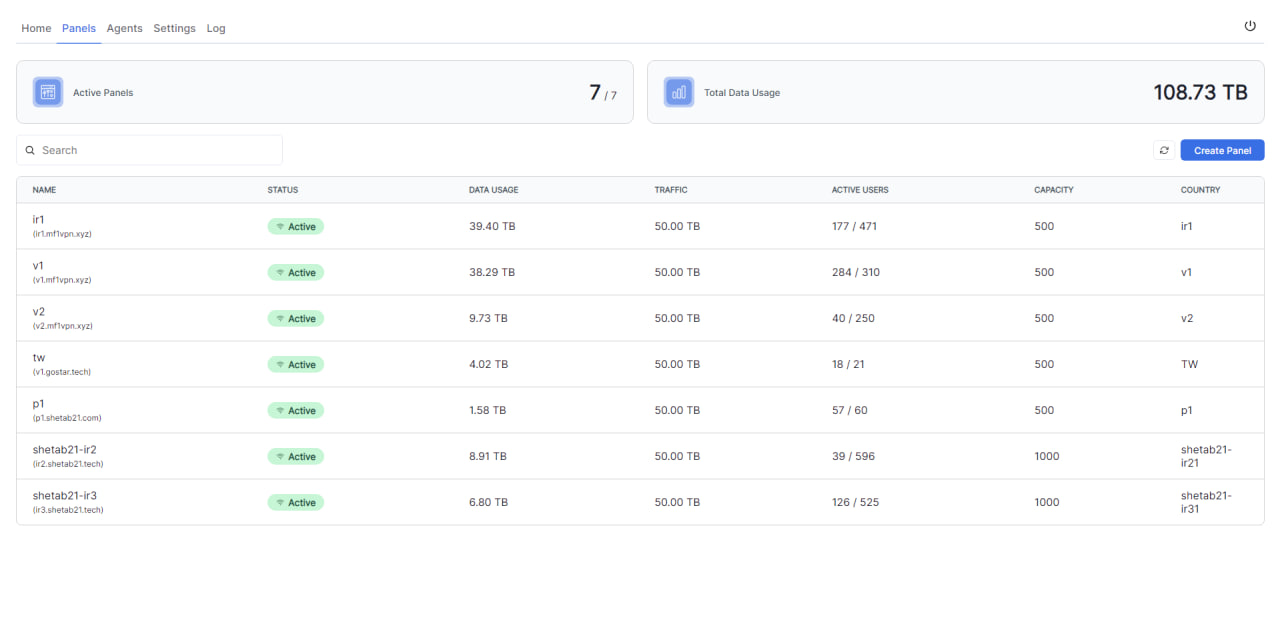 Home Panels Agents Settings Log
Active Panels 7 / 7
Total Data Usage 108.73 TB
Search
Create Panel
NAME STATUS DATA USAGE TRAFFIC ACTIVE USERS CAPACITY COUNTRY
ir1 Active 39.40 TB 50.00 TB 177 / 471 500 ir1
(ir1.mf1vpn.xyz)
v1 Active 38.29 TB 50.00 TB 284 / 310 500 v1
(v1.mf1vpn.xyz)
v2 Active 9.73 TB 50.00 TB 40 / 250 500 v2
(v2.mf1vpn.xyz)
tw Active 4.02 TB 50.00 TB 18 / 21 500 TW
(v1.gostar.tech)
p1 Active 1.58 TB 50.00 TB 57 / 60 500 p1
(p1.shetab21.com)
shetab21-ir2 Active 8.91 TB 50.00 TB 39 / 596 1000 shetab21-
(ir2.shetab21.tech) ir21
shetab21-ir3 Active 6.80 TB 50.00 TB 126 / 525 1000 shetab21-
(ir3.shetab21.tech) ir31